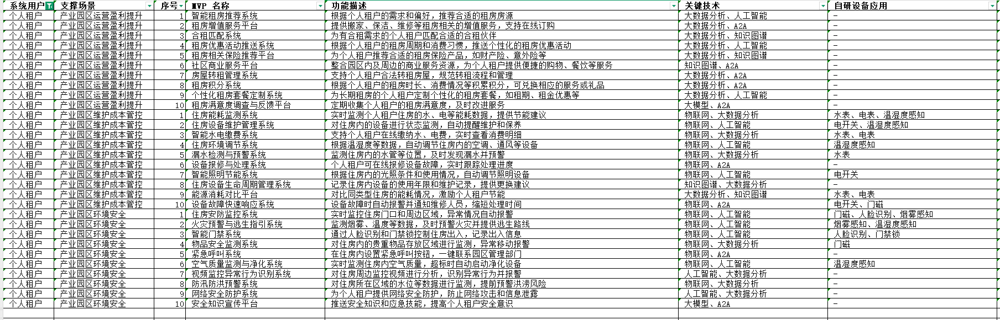 系统用户 支撑场景 序号 MVP 名称 功能描述 关键技术 自研设备应用
个人租户 产业园区运营盈利提升 1 智能租房推荐系统 根据个人租户的需求和偏好，推荐合适的租房房源 大数据分析、人工智能 -
个人租户 产业园区运营盈利提升 2 租房增值服务平台 提供搬家、保洁、维修等租房相关的增值服务，支持在线订购 大数据分析、A2A -
个人租户 产业园区运营盈利提升 3 合租匹配系统 为有合租需求的个人租户匹配合适的合租伙伴 大数据分析、知识图谱 -
个人租户 产业园区运营盈利提升 4 租房优惠活动推送系统 根据个人租户的租房周期和消费习惯，推送个性化的租房优惠活动 大数据分析、人工智能 -
个人租户 产业园区运营盈利提升 5 租房相关保险推荐平台 为个人租户推荐合适的租房保险产品，如财产险、意外险等 大数据分析、知识图谱 -
个人租户 产业园区运营盈利提升 6 社区商业服务平台 整合园区内及周边的商业服务资源，为个人租户提供便捷的购物、餐饮等服务 知识图谱、A2A -
个人租户 产业园区运营盈利提升 7 房屋转租管理系统 支持个人租户合法转租房屋，规范转租流程和管理 大数据分析、A2A -
个人租户 产业园区运营盈利提升 8 租房积分系统 根据个人租户的租房时长、消费情况等积累积分，可兑换相应的服务或礼品 大数据分析、A2A -
个人租户 产业园区运营盈利提升 9 个性化租房套餐定制系统 为长期租房的个人租户定制个性化的租房套餐，如租期、租金优惠等 大数据分析、人工智能 -
个人租户 产业园区运营盈利提升 10 租房满意度调查与反馈平台 定期收集个人租户的租房满意度，及时改进服务 大模型、A2A -
个人租户 产业园区维护成本管控 1 住房能耗监测系统 实时监测个人租户住房的水、电等能耗数据，提供节能建议 物联网、大数据分析 水表、电表、温湿度感知
个人租户 产业园区维护成本管控 2 住房设备维护管理系统 对住房内的设备进行状态监测，自动提醒维护和保养 物联网、人工智能 电开关、温湿度感知
个人租户 产业园区维护成本管控 3 智能水电缴费系统 支持个人租户在线缴纳水、电费，实时查看消费明细 物联网、大数据分析 水表、电表
个人租户 产业园区维护成本管控 4 住房环境调节系统 根据温湿度等数据，自动调节住房内的空调、通风等设备 物联网、人工智能 温湿度感知
个人租户 产业园区维护成本管控 5 漏水检测与预警系统 监测住房内的水管等位置，及时发现漏水并预警 物联网、大数据分析 水表
个人租户 产业园区维护成本管控 6 设备报修与处理系统 个人租户可在线报修设备故障，实时跟踪处理进度 物联网、A2A -
个人租户 产业园区维护成本管控 7 智能照明节能系统 根据住房内的光照条件和使用情况，自动调节照明设备 物联网、人工智能 电开关
个人租户 产业园区维护成本管控 8 住房设备生命周期管理系统 记录住房内设备的使用年限和维护记录，提供更换建议 知识图谱、大数据分析 -
个人租户 产业园区维护成本管控 9 能源消耗对比平台 对比同类型住房的能耗情况，激励个人租户节能 大数据分析、知识图谱 水表、电表
个人租户 产业园区维护成本管控 10 设备故障快速响应系统 设备故障时自动报警并通知维修人员，缩短处理时间 物联网、A2A 电开关、门磁
个人租户 产业园区环境安全 1 住房安防监控系统 实时监控住房门口和周边区域，异常情况自动报警 物联网、人工智能 门磁、人脸识别、烟雾感知
个人租户 产业园区环境安全 2 火灾预警与逃生指引系统 监测烟雾、温度等数据，及时预警火灾并提供逃生路线 物联网、人工智能 烟雾感知、温湿度感知
个人租户 产业园区环境安全 3 智能门禁系统 通过人脸识别和门禁锁控制住房出入，记录出入信息 物联网、人工智能 人脸识别、门禁锁
个人租户 产业园区环境安全 4 物品安全监测系统 对住房内的贵重物品存放区域进行监测，异常移动报警 物联网、大数据分析 门磁
个人租户 产业园区环境安全 5 紧急呼叫系统 在住房内设置紧急呼叫按钮，一键联系园区管理部门 物联网、A2A -
个人租户 产业园区环境安全 6 空气质量监测与净化系统 实时监测住房内空气质量，超标时自动启动净化设备 物联网、人工智能 温湿度感知
个人租户 产业园区环境安全 7 视频监控异常行为识别系统 对住房周边监控视频进行分析，识别异常行为并报警 人工智能、大数据分析 -
个人租户 产业园区环境安全 8 防汛防洪预警系统 对住房所在区域的水位等数据进行监测，提前预警洪涝风险 物联网、大数据分析 -
个人租户 产业园区环境安全 9 网络安全防护系统 为个人租户提供网络安全防护，防止网络攻击和信息泄露 人工智能、大数据分析 -
个人租户 产业园区环境安全 10 安全知识宣传平台 推送安全知识和应急技能，提高个人租户安全意识 大模型、A2A -